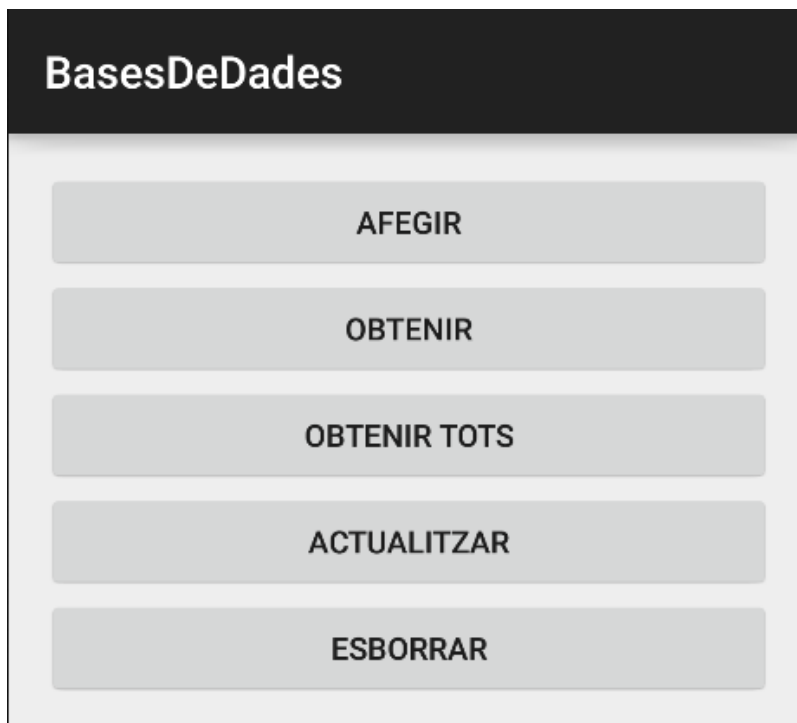 BasesDeDades
AFEGIR
OBTENIR
OBTENIR TOTS
ACTUALITZAR
ESBORRAR